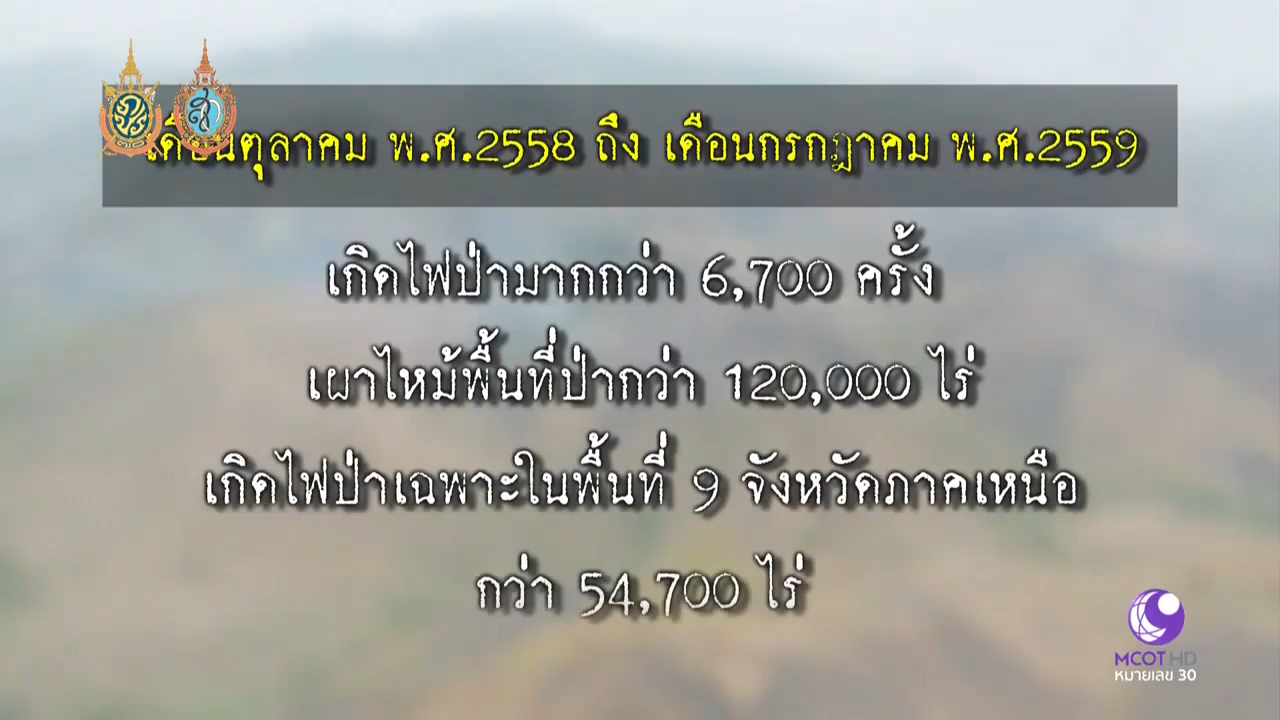 เดือนตุลาคม พ.ศ.2558 ถึง เดือนกรกฎาคม พ.ศ.2559
เกิดไฟป่ามากกว่า 6,700 ครั้ง
เผาไหม้พื้นที่ป่ากว่า 120,000 ไร่
เกิดไฟป่าเฉพาะในพื้นที่ 9 จังหวัดภาคเหนือ
กว่า 54,700 ไร่
MCOT HD
หมายเลข 30